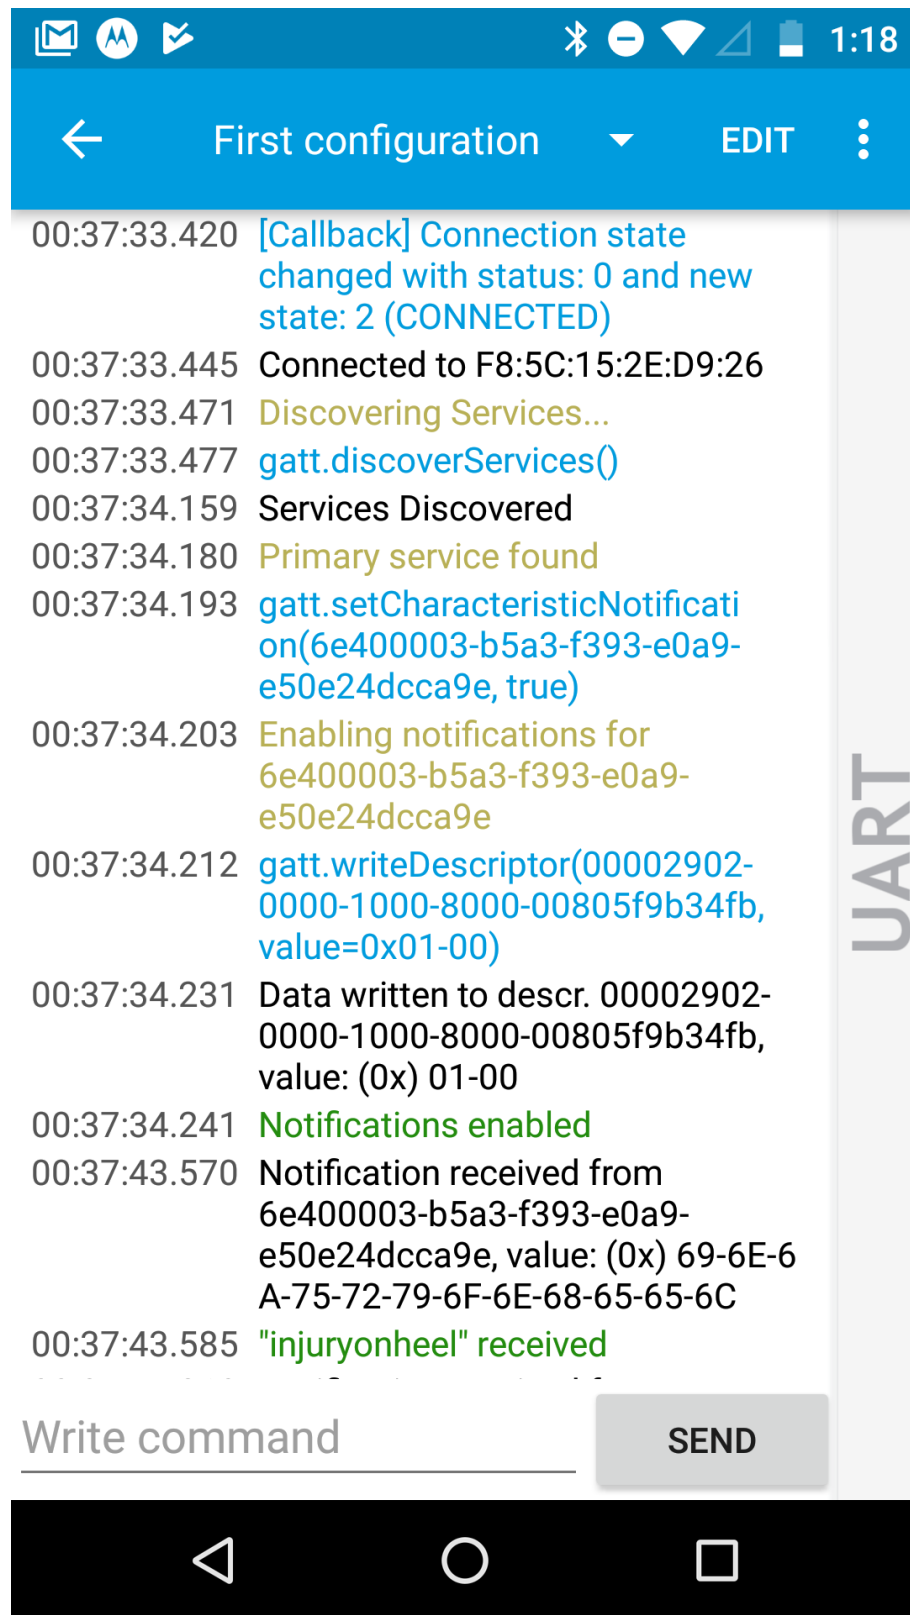 1:18
First configuration EDIT
00:37:33.420 [Callback] Connection state
changed with status: 0 and new
state: 2 (CONNECTED)
00:37:33.445 Connected to F8:5C:15:2E:D9:26
00:37:33.471 Discovering Services...
00:37:33.477 gatt.discoverServices()
00:37:34.159 Services Discovered
00:37:34.180 Primary service found
00:37:34.193 gatt.setCharacteristicNotificati
on(6e400003-b5a3-f393-e0a9-
e50e24dcca9e, true)
00:37:34.203 Enabling notifications for
6e400003-b5a3-f393-e0a9-
e50e24dcca9e
00:37:34.212 gatt.writeDescriptor(00002902-
0000-1000-8000-00805f9b34fb,
value=0x01-00)
00:37:34.231 Data written to descr. 00002902-
0000-1000-8000-00805f9b34fb,
value: (0x) 01-00
00:37:34.241 Notifications enabled
00:37:43.570 Notification received from
6e400003-b5a3-f393-e0a9-
e50e24dcca9e, value: (0x) 69-6E-6
A-75-72-79-6F-6E-68-65-65-6C
00:37:43.585 "injuryonheel" received
Write command SEND
UART